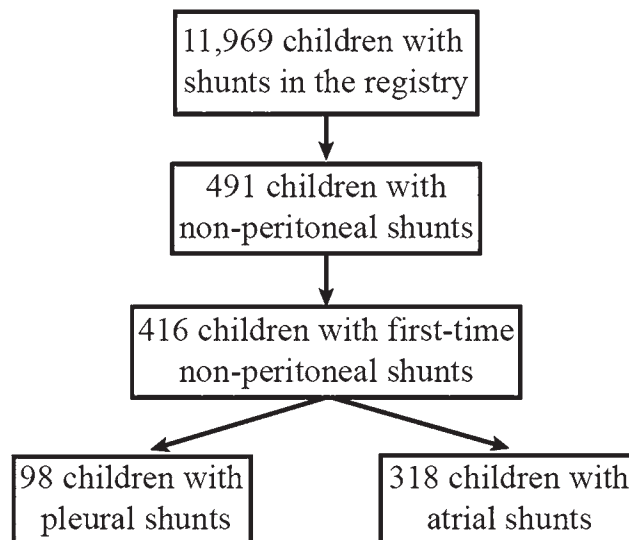 11,969 children with
shunts in the registry
491 children with
non-peritoneal shunts
416 children with first-time
non-peritoneal shunts
98 children with
pleural shunts
318 children with
atrial shunts